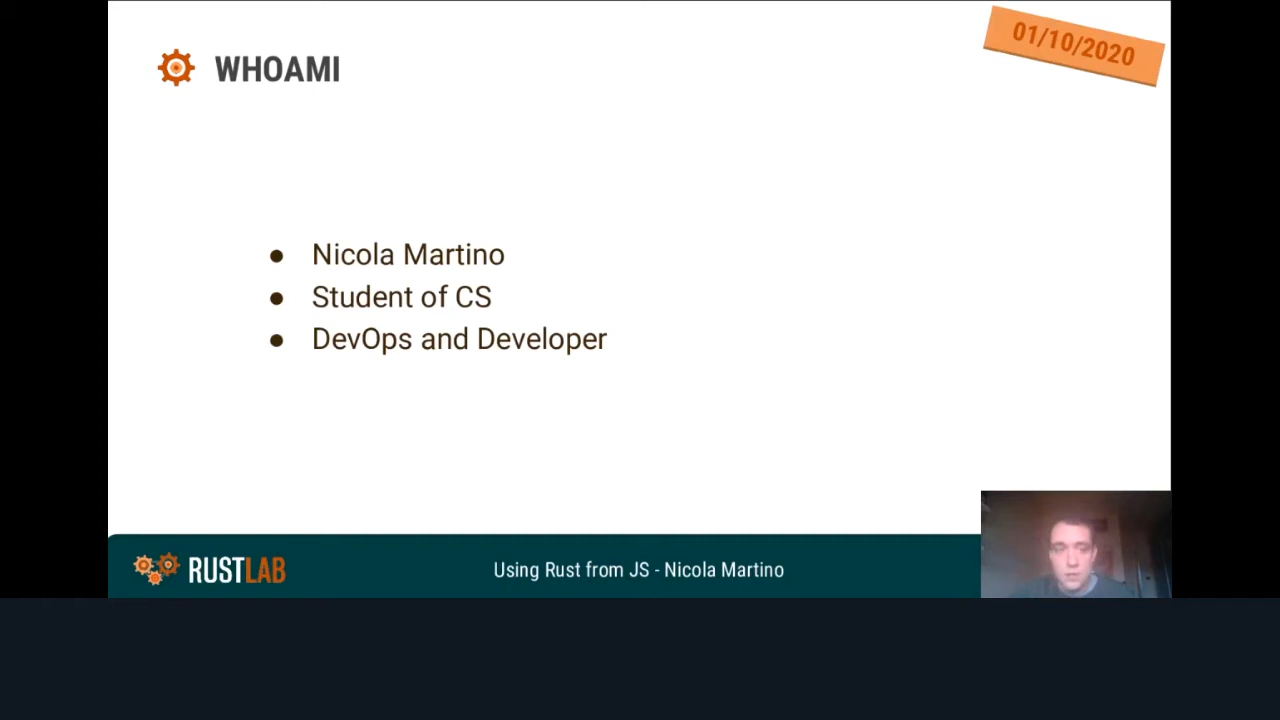 01/10/2020
WHOAMI
● Nicola Martino
● Student of CS
● DevOps and Developer
RUSTLAB
Using Rust from JS - Nicola Martino